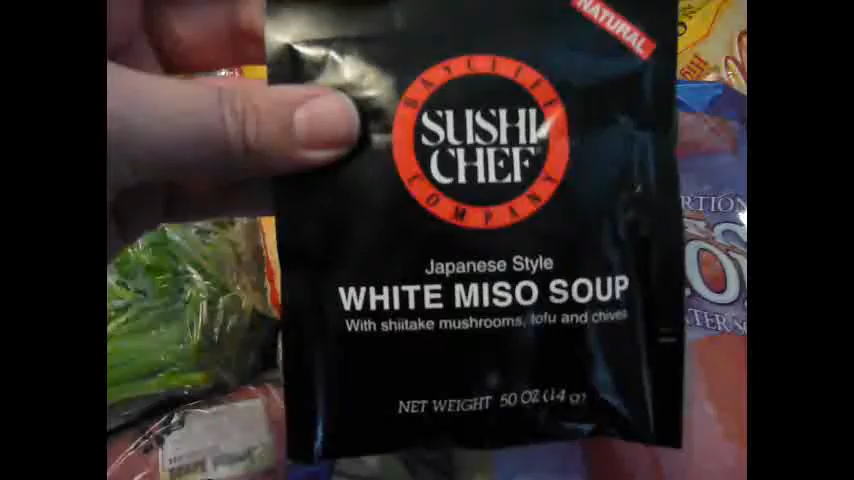 NATURAL
BAYCLIFF
SUSHI
CHEF
COMPANY
Japanese Style
WHITE MISO SOUP
With shiitake mushrooms, tofu and chives
NET WEIGHT .50 OZ (14 g)
RTION